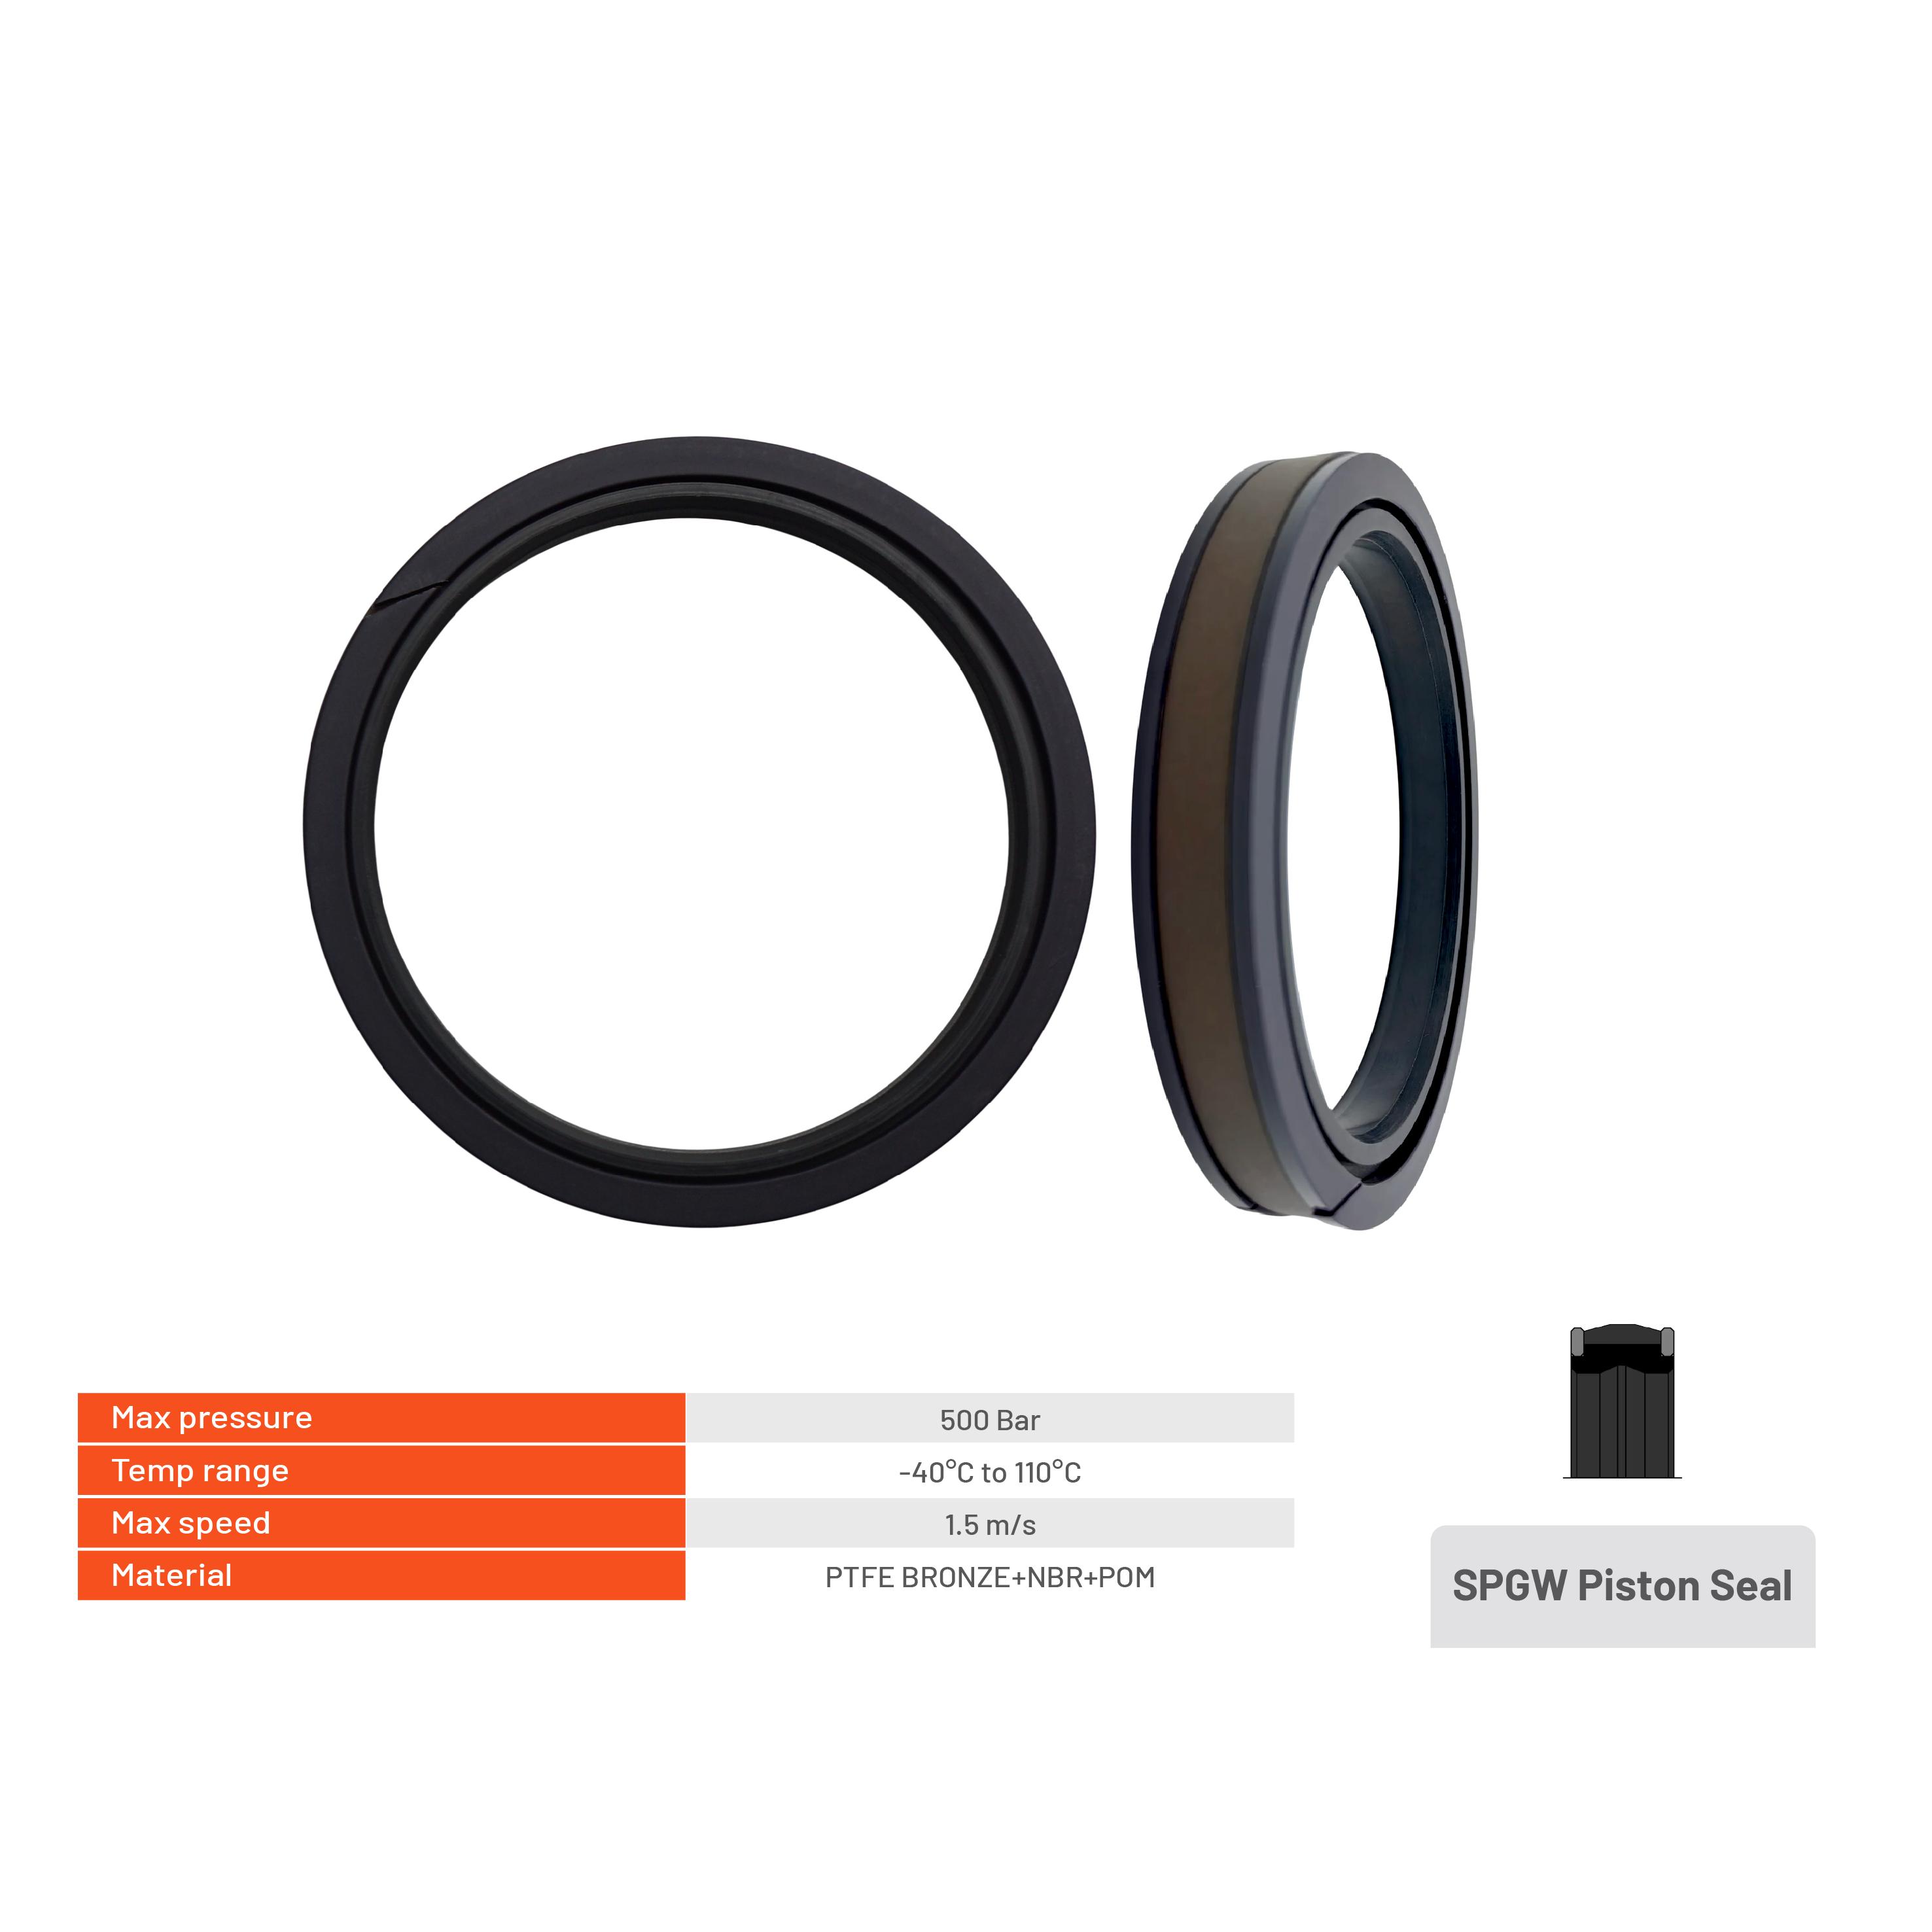 Max pressure 500 Bar
Temp range -40°C to 110°C
Max speed 1.5 m/s
Material PTFE BRONZE+NBR+POM
SPGW Piston Seal